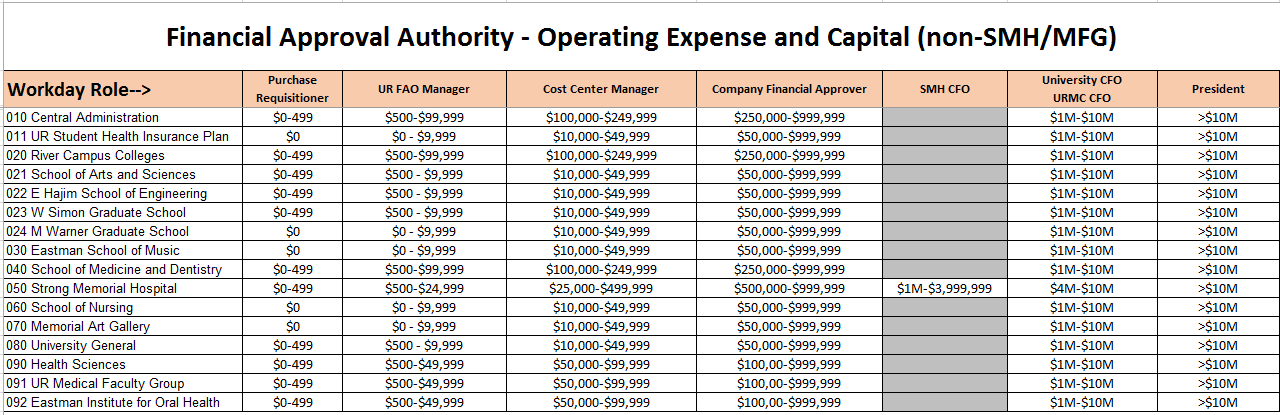 Financial Approval Authority - Operating Expense and Capital (non-SMH/MFG)
Workday Role--> Purchase Requisitioner UR FAO Manager Cost Center Manager Company Financial Approver SMH CFO University CFO URMC CFO President
010 Central Administration $0-499 $500-$99,999 $100,000-$249,999 $250,000-$999,999 $1M-$10M >$10M
011 UR Student Health Insurance Plan $0 $0 - $9,999 $10,000-$49,999 $50,000-$999,999 $1M-$10M >$10M
020 River Campus Colleges $0-499 $500-$99,999 $100,000-$249,999 $250,000-$999,999 $1M-$10M >$10M
021 School of Arts and Sciences $0-499 $500 - $9,999 $10,000-$49,999 $50,000-$999,999 $1M-$10M >$10M
022 E Hajim School of Engineering $0-499 $500 - $9,999 $10,000-$49,999 $50,000-$999,999 $1M-$10M >$10M
023 W Simon Graduate School $0-499 $500 - $9,999 $10,000-$49,999 $50,000-$999,999 $1M-$10M >$10M
024 M Warner Graduate School $0 $0 - $9,999 $10,000-$49,999 $50,000-$999,999 $1M-$10M >$10M
030 Eastman School of Music $0 $0 - $9,999 $10,000-$49,999 $50,000-$999,999 $1M-$10M >$10M
040 School of Medicine and Dentistry $0-499 $500-$99,999 $100,000-$249,999 $250,000-$999,999 $1M-$10M >$10M
050 Strong Memorial Hospital $0-499 $500-$24,999 $25,000-$499,999 $500,000-$999,999 $1M-$3,999,999 $4M-$10M >$10M
060 School of Nursing $0 $0 - $9,999 $10,000-$49,999 $50,000-$999,999 $1M-$10M >$10M
070 Memorial Art Gallery $0 $0 - $9,999 $10,000-$49,999 $50,000-$999,999 $1M-$10M >$10M
080 University General $0-499 $500 - $9,999 $10,000-$49,999 $50,000-$999,999 $1M-$10M >$10M
090 Health Sciences $0-499 $500-$49,999 $50,000-$99,999 $100,00-$999,999 $1M-$10M >$10M
091 UR Medical Faculty Group $0-499 $500-$49,999 $50,000-$99,999 $100,00-$999,999 $1M-$10M >$10M
092 Eastman Institute for Oral Health $0-499 $500-$49,999 $50,000-$99,999 $100,00-$999,999 $1M-$10M >$10M